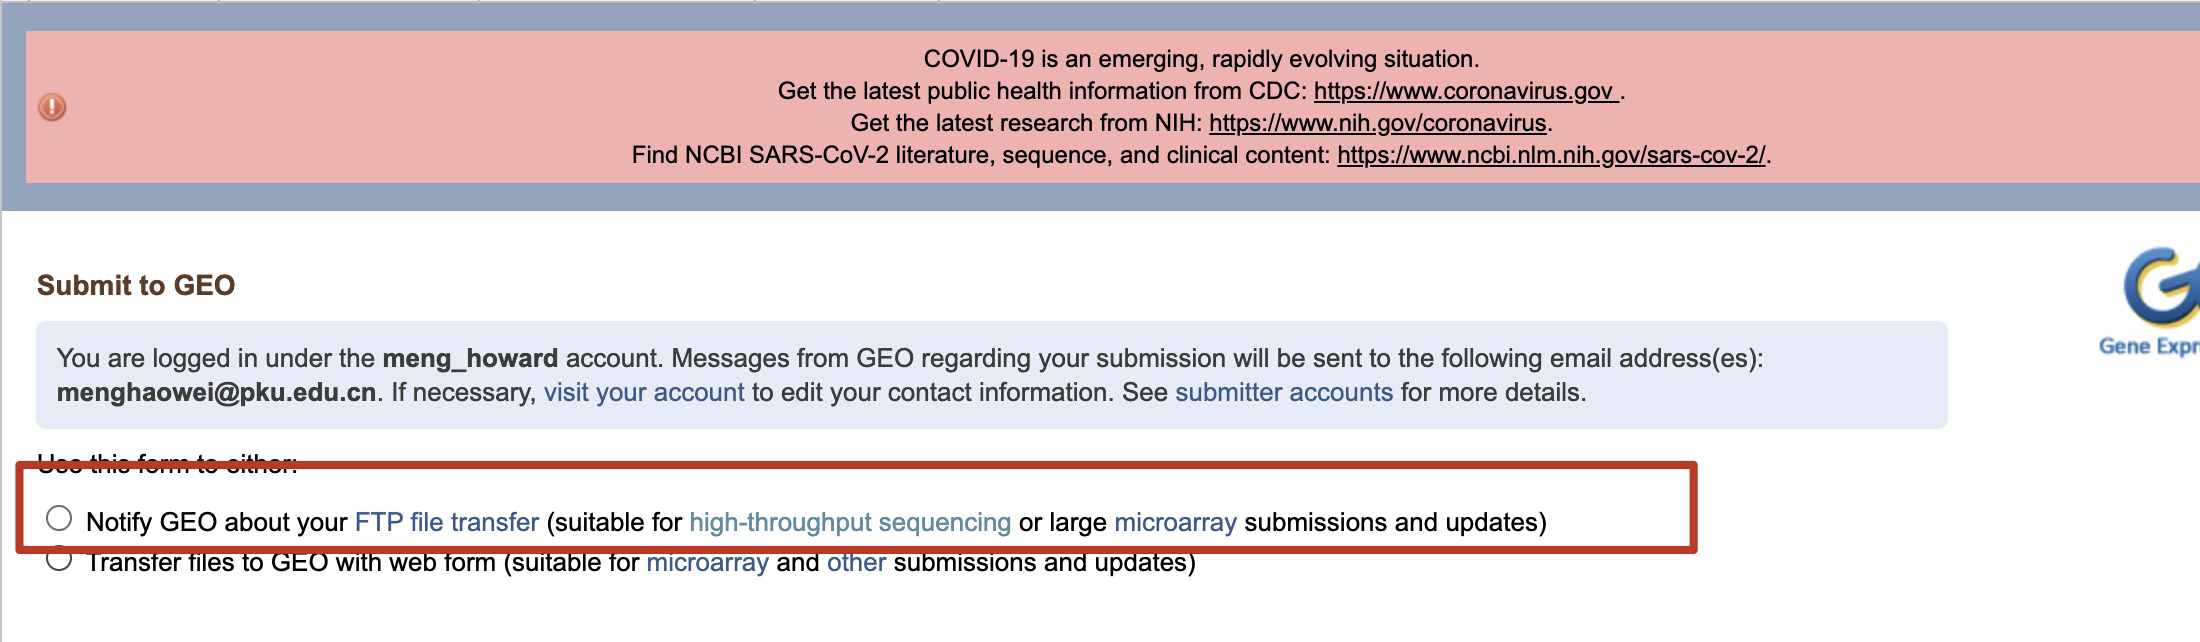 COVID-19 is an emerging, rapidly evolving situation.
Get the latest public health information from CDC: https://www.coronavirus.gov .
Get the latest research from NIH: https://www.nih.gov/coronavirus.
Find NCBI SARS-CoV-2 literature, sequence, and clinical content: https://www.ncbi.nlm.nih.gov/sars-cov-2/.
Submit to GEO
Gene Expr
You are logged in under the meng_howard account. Messages from GEO regarding your submission will be sent to the following email address(es):
menghaowei@pku.edu.cn. If necessary, visit your account to edit your contact information. See submitter accounts for more details.
Use this form to either:
Notify GEO about your FTP file transfer (suitable for high-throughput sequencing or large microarray submissions and updates)
Transfer files to GEO with web form (suitable for microarray and other submissions and updates)